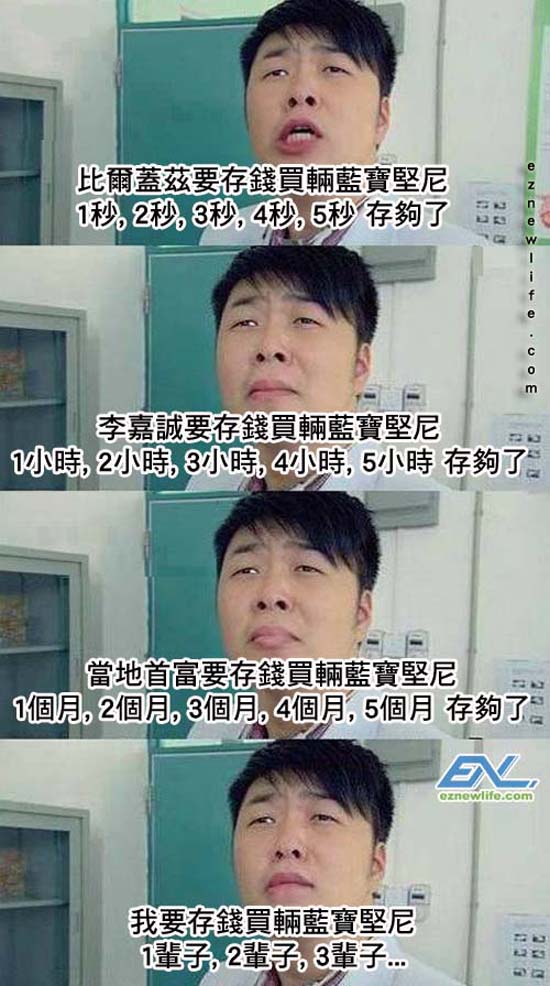 比爾蓋茲要存錢買輛藍寶堅尼
1秒, 2秒, 3秒, 4秒, 5秒 存夠了
eznewlife.com
李嘉誠要存錢買輛藍寶堅尼
1小時, 2小時, 3小時, 4小時, 5小時 存夠了
當地首富要存錢買輛藍寶堅尼
1個月, 2個月, 3個月, 4個月, 5個月 存夠了
ENL
eznewlife.com
我要存錢買輛藍寶堅尼
1輩子, 2輩子, 3輩子...